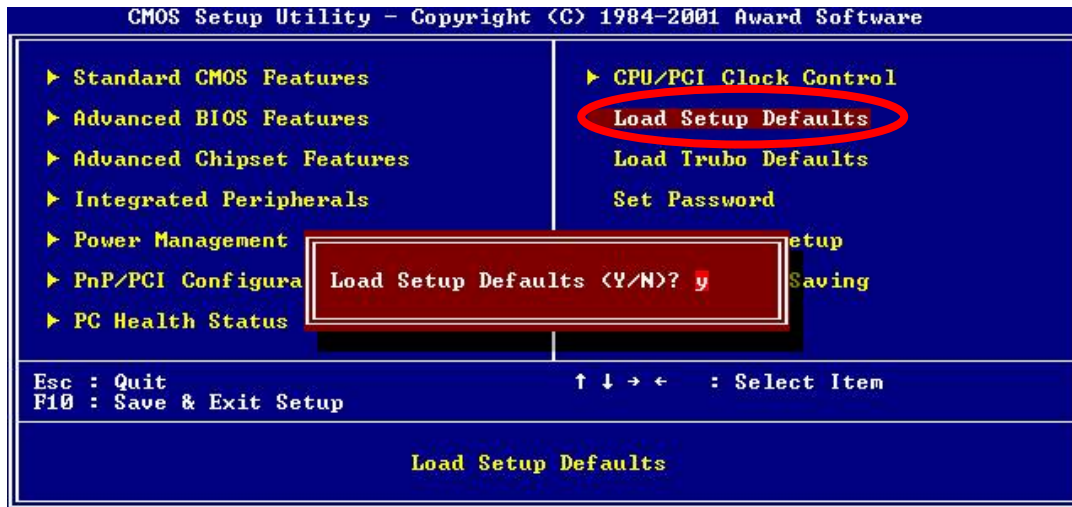 CMOS Setup Utility - Copyright (C) 1984-2001 Award Software
► Standard CMOS Features
► Advanced BIOS Features
► Advanced Chipset Features
► Integrated Peripherals
► Power Management
► PnP/PCI Configura
► PC Health Status
► CPU/PCI Clock Control
Load Setup Defaults
Load Trubo Defaults
Set Password
etup
Saving
Load Setup Defaults (Y/N)? y
Esc : Quit
F10 : Save & Exit Setup
↑ ↓ → ← : Select Item
Load Setup Defaults